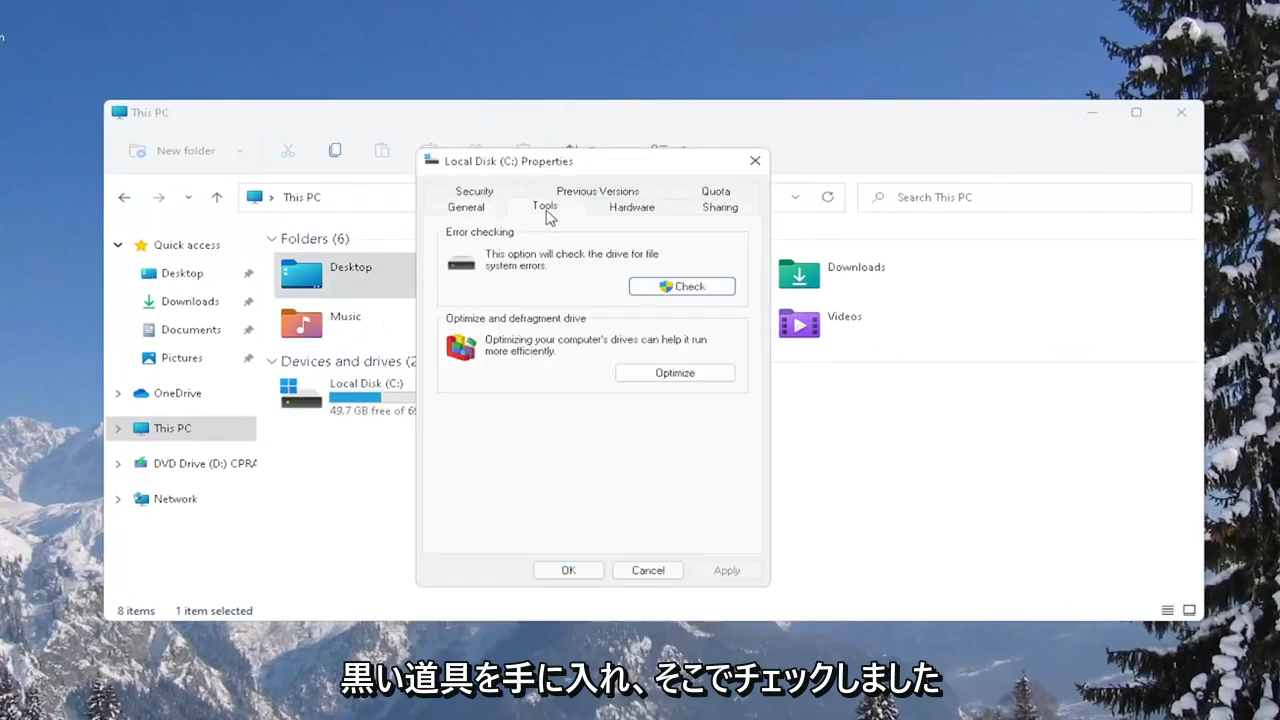 n
This PC
New folder
Local Disk (C:) Properties
Security
Previous Versions
Quota
General
Tools
Hardware
Sharing
This PC
Search This PC
Error checking
This option will check the drive for file
system errors.
Check
Optimize and defragment drive
Optimizing your computer's drives can help it run
more efficiently.
Optimize
OK
Cancel
Apply
Quick access
Desktop
Downloads
Documents
Pictures
OneDrive
This PC
DVD Drive (D:) CPRA
Network
Folders (6)
Desktop
Downloads
Music
Videos
Devices and drives (2
Local Disk (C:)
49.7 GB free of 69
8 items
1 item selected
黒い道具を手に入れ、そこでチェックしました